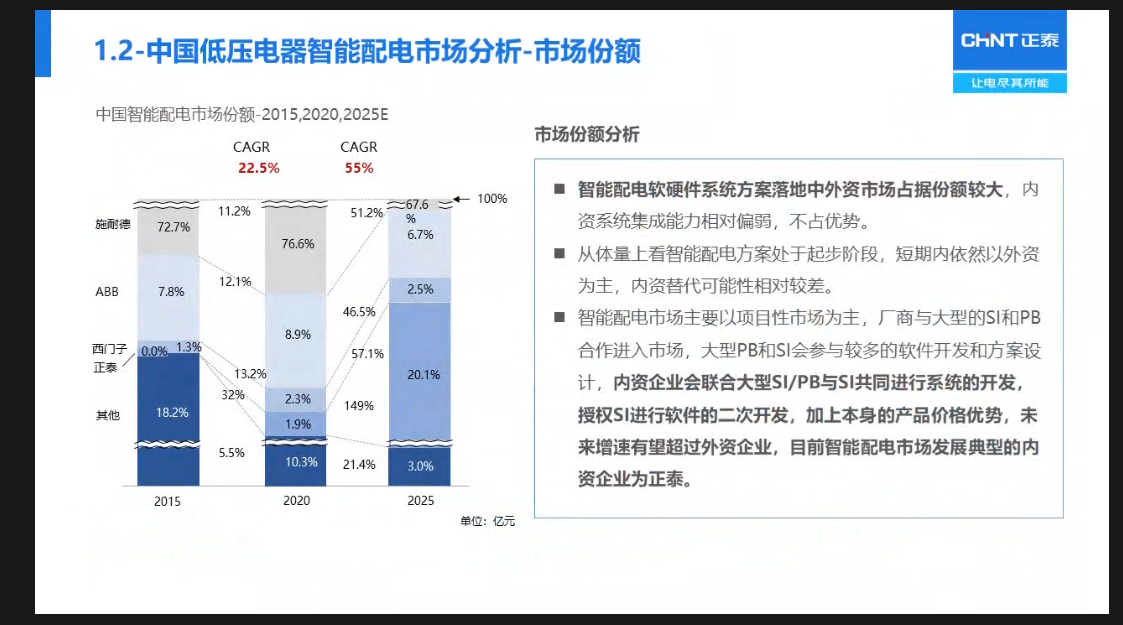 1.2-中国低压电器智能配电市场分析-市场份额
CHNT 正泰
让电尽其所能
中国智能配电市场份额-2015,2020,2025E
CAGR
22.5%
CAGR
55%
100%
施耐德
ABB
西门子
正泰
其他
72.7%
7.8%
1.3%
0.0%
18.2%
11.2%
12.1%
13.2%
32%
5.5%
76.6%
8.9%
2.3%
1.9%
10.3%
51.2%
46.5%
57.1%
149%
21.4%
67.6
%
6.7%
2.5%
20.1%
3.0%
2015
2020
2025
单位：亿元
市场份额分析
■ 智能配电软硬件系统方案落地中外资市场占据份额较大，内
资系统集成能力相对偏弱，不占优势。
■ 从体量上看智能配电方案处于起步阶段，短期内依然以外资
为主，内资替代可能性相对较差。
■ 智能配电市场主要以项目性市场为主，厂商与大型的SI和PB
合作进入市场，大型PB和SI会参与较多的软件开发和方案设
计，内资企业会联合大型SI/PB与SI共同进行系统的开发，
授权SI进行软件的二次开发，加上本身的产品价格优势，未
来增速有望超过外资企业，目前智能配电市场发展典型的内
资企业为正泰。